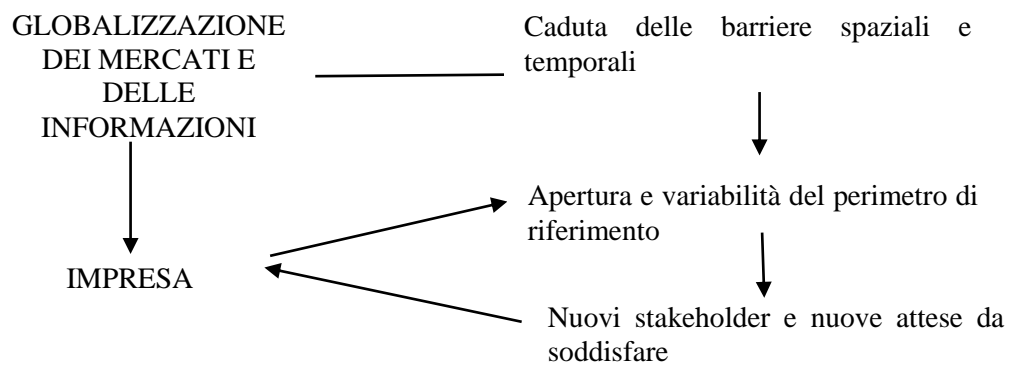 GLOBALIZZAZIONE
DEI MERCATI E
DELLE
INFORMAZIONI
Caduta delle barriere spaziali e
temporali
Apertura e variabilità del perimetro di
riferimento
IMPRESA
Nuovi stakeholder e nuove attese da
soddisfare